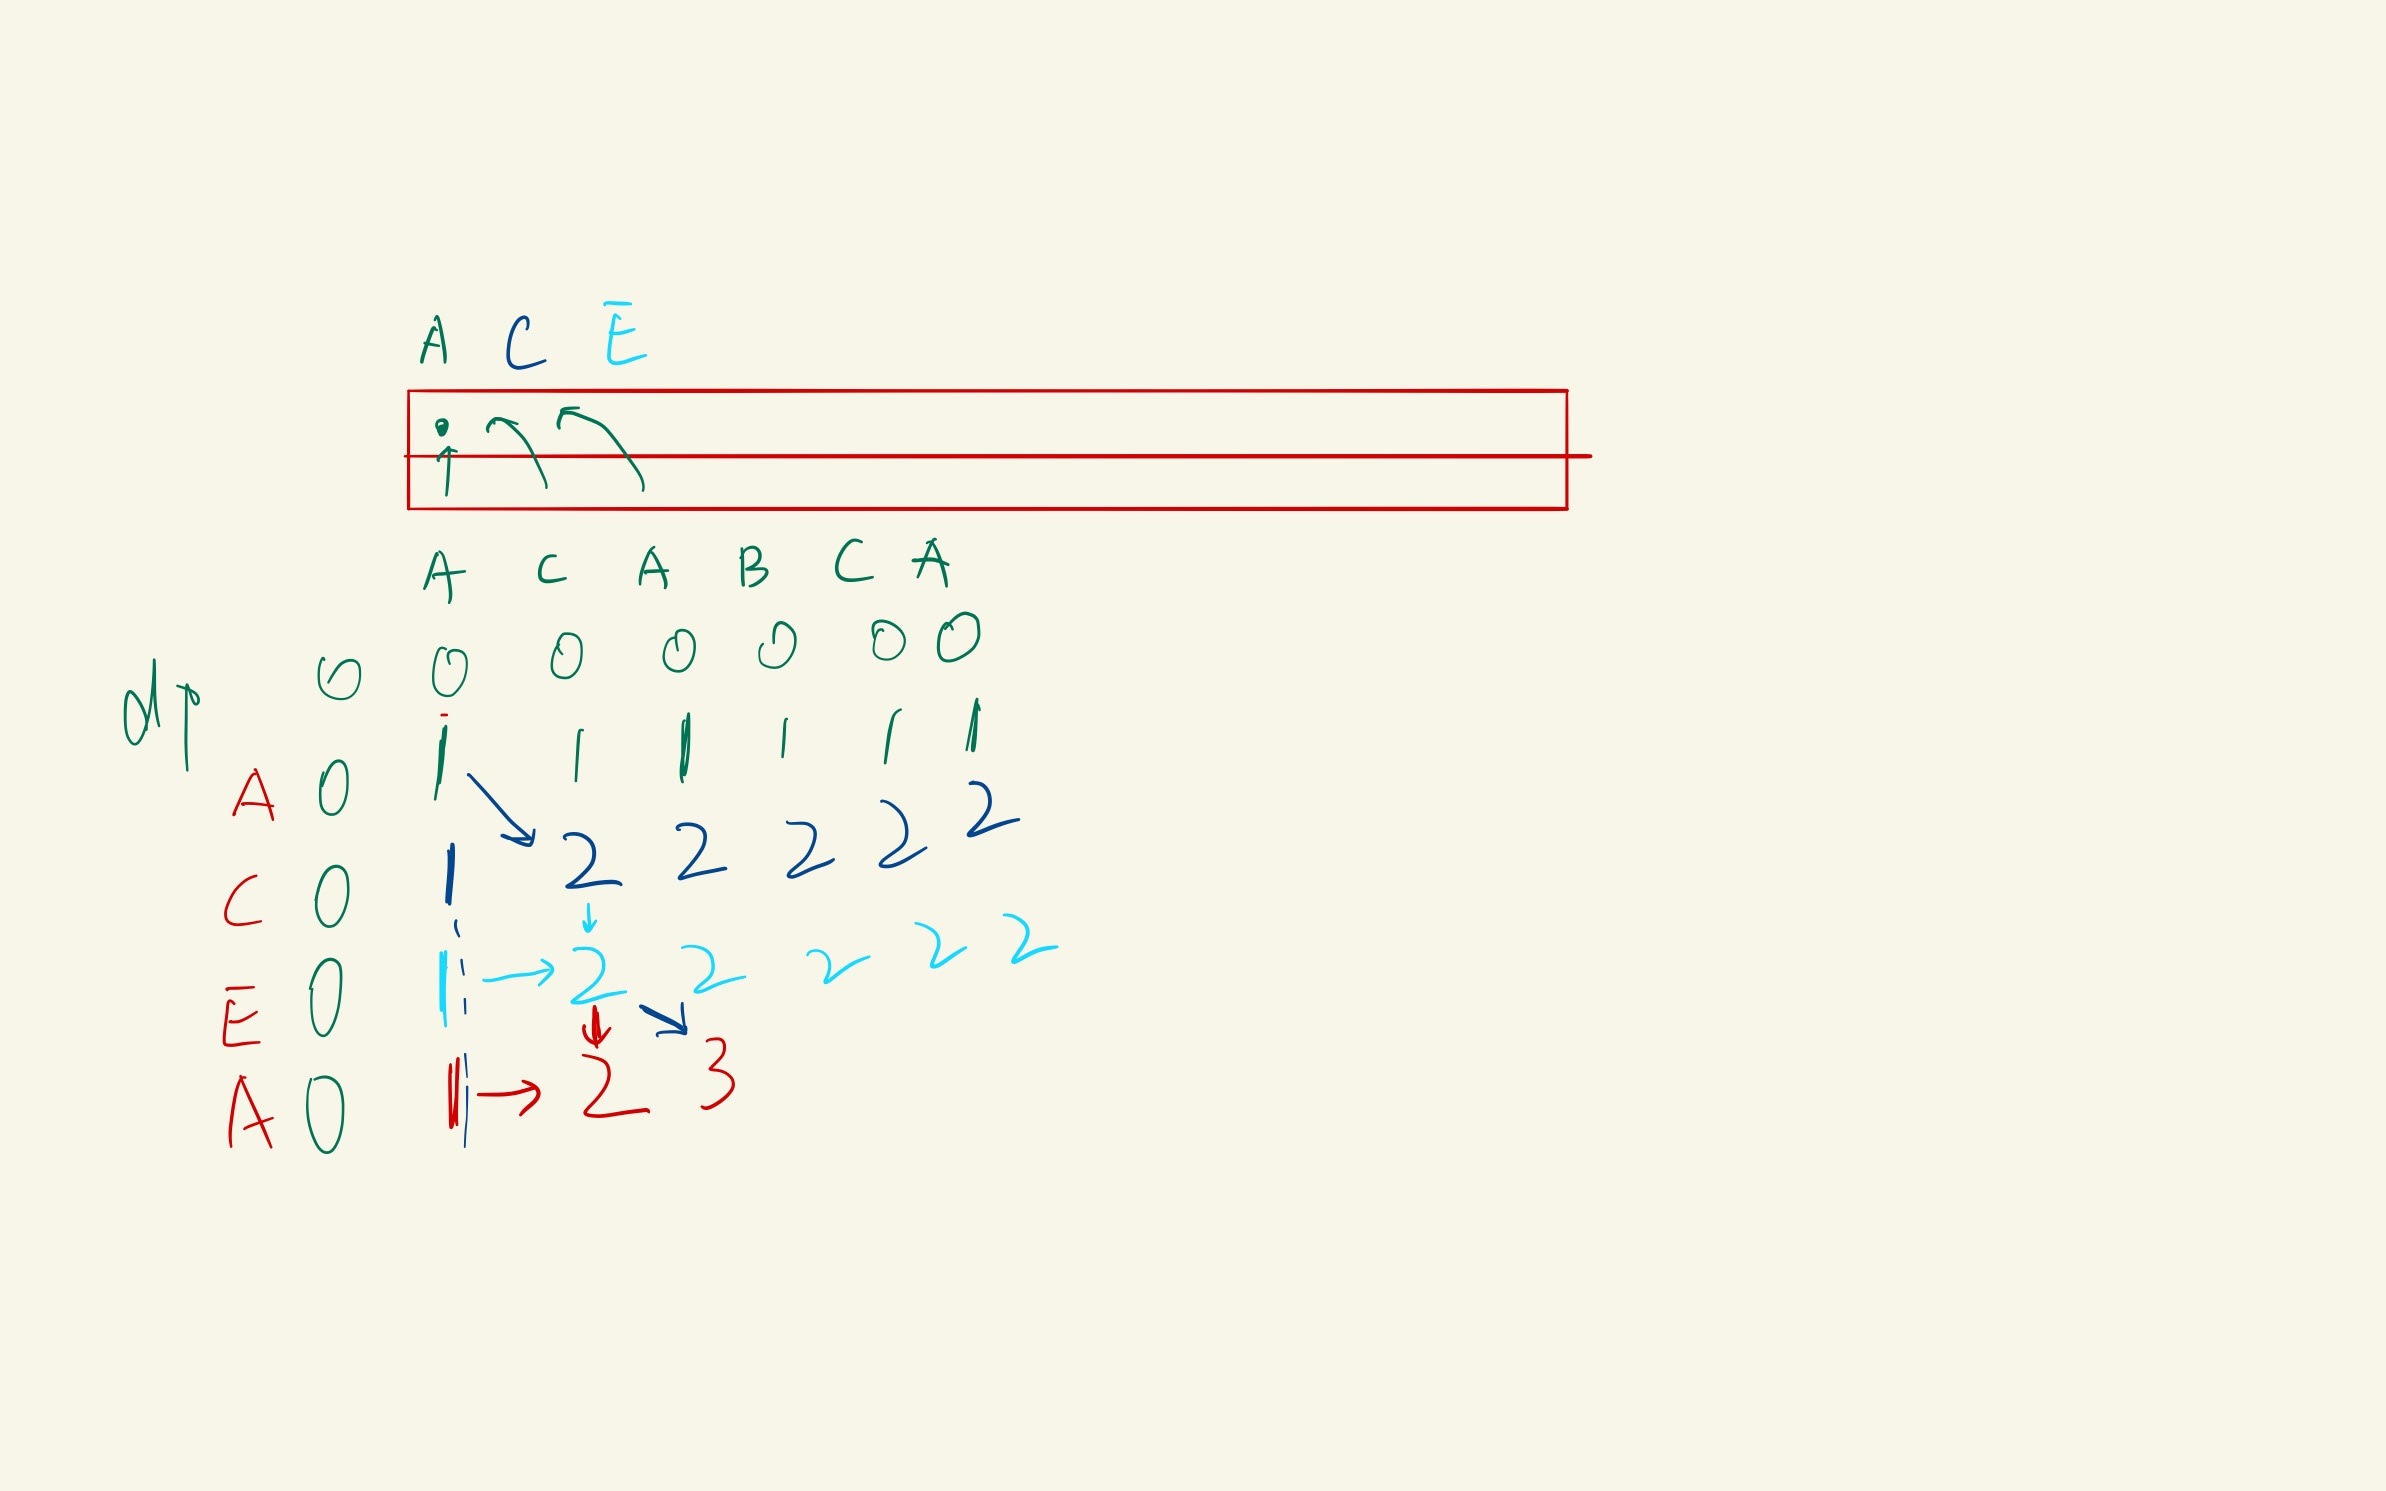 A C E
A C A B C A
dp 0 0 0 0 0 0 0
A 0 1 1 1 1 1 1
C 0 1 2 2 2 2 2
E 0 1 2 2 2 2 2
A 0 1 2 3